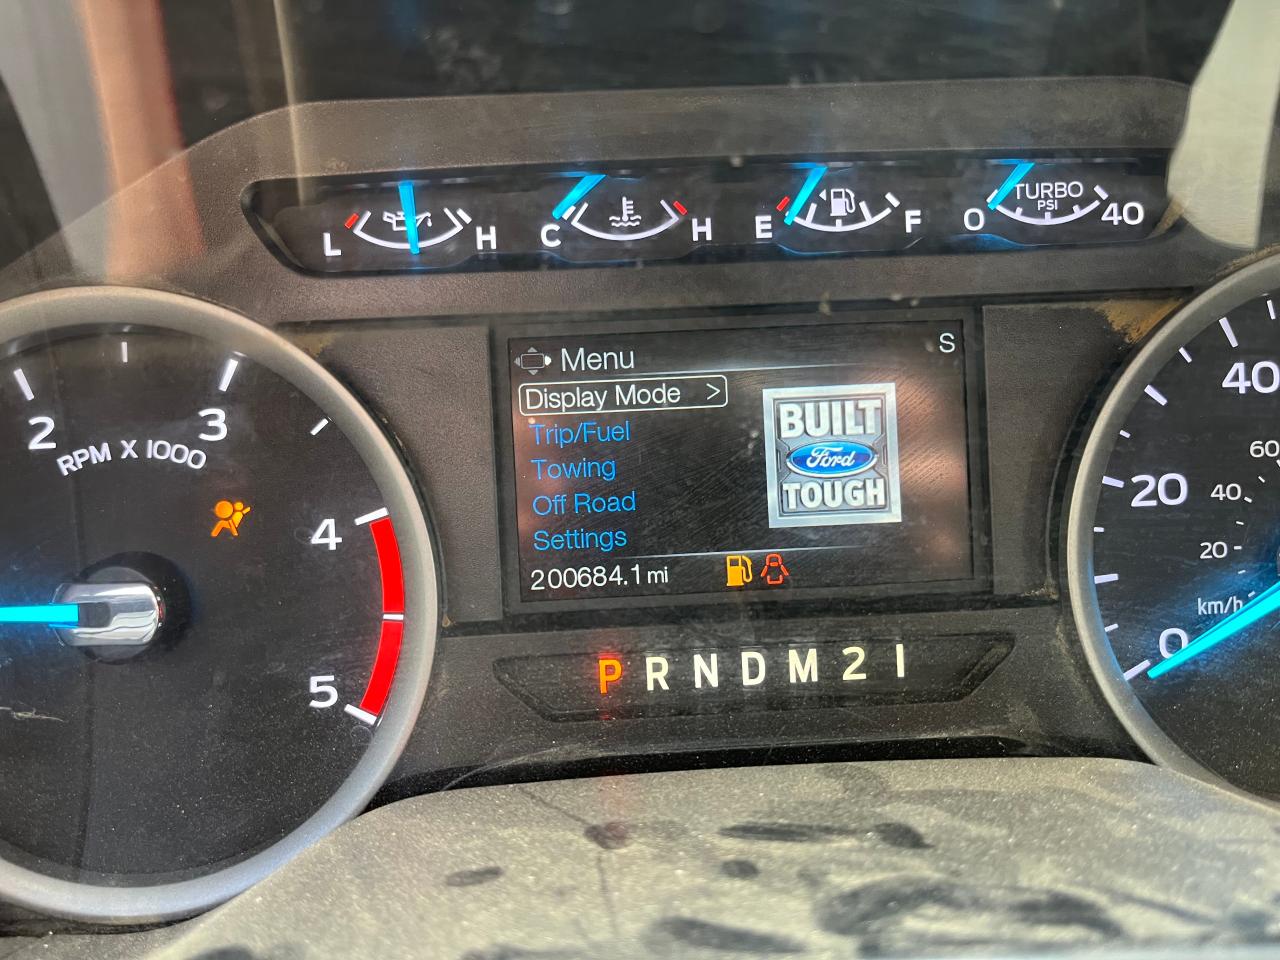 L H
C H
E F
0 TURBO PSI 40
2 3 4 5
RPM X 1000
Menu
S
Display Mode >
Trip/Fuel
Towing
Off Road
Settings
BUILT
Ford
TOUGH
200684.1 mi
P R N D M 2 1
40
20
0
60
40
20
km/h